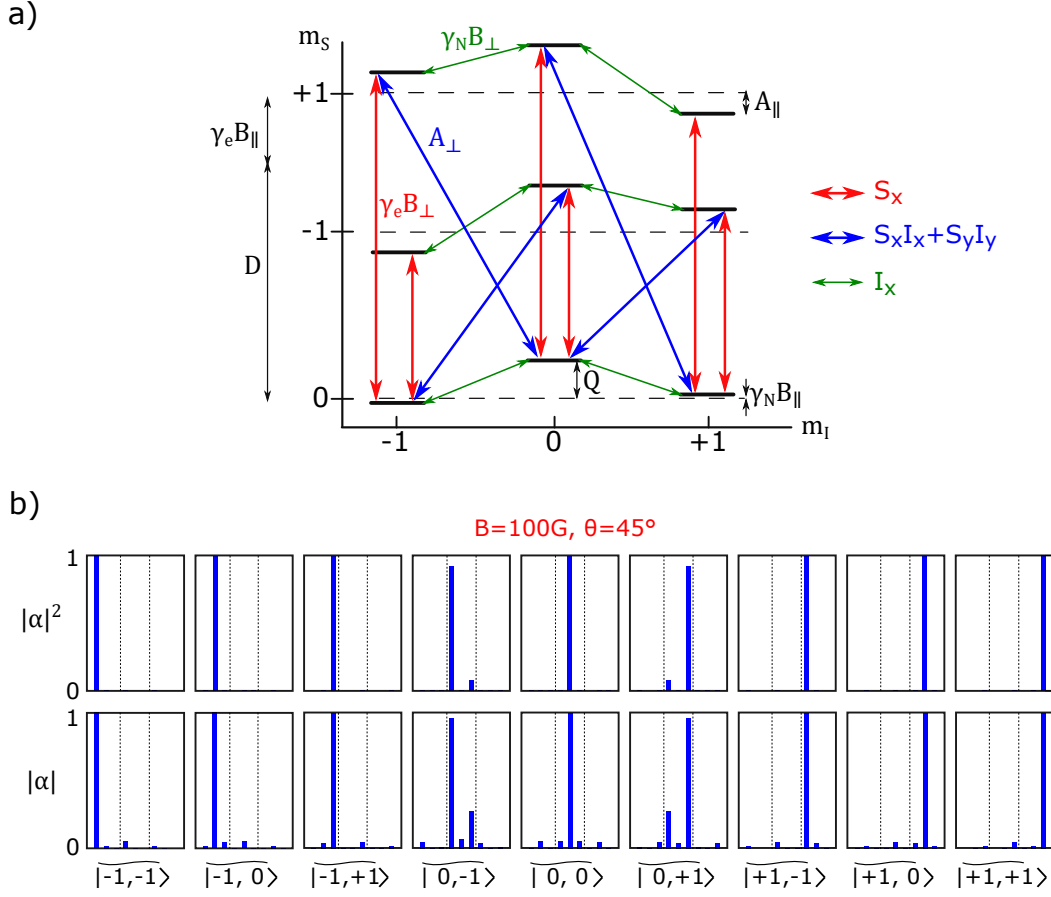 a)
m_S
γ_N B_⊥
+1
A_∥
γ_e B_∥
A_⊥
S_x
γ_e B_⊥
S_x I_x + S_y I_y
-1
D
I_x
Q
0
γ_N B_∥
-1 0 +1 m_I
b)
B=100G, θ=45°
1
|α|²
0
1
|α|
0
|-1,-1⟩ |-1, 0⟩ |-1,+1⟩ | 0,-1⟩ | 0, 0⟩ | 0,+1⟩ |+1,-1⟩ |+1, 0⟩ |+1,+1⟩